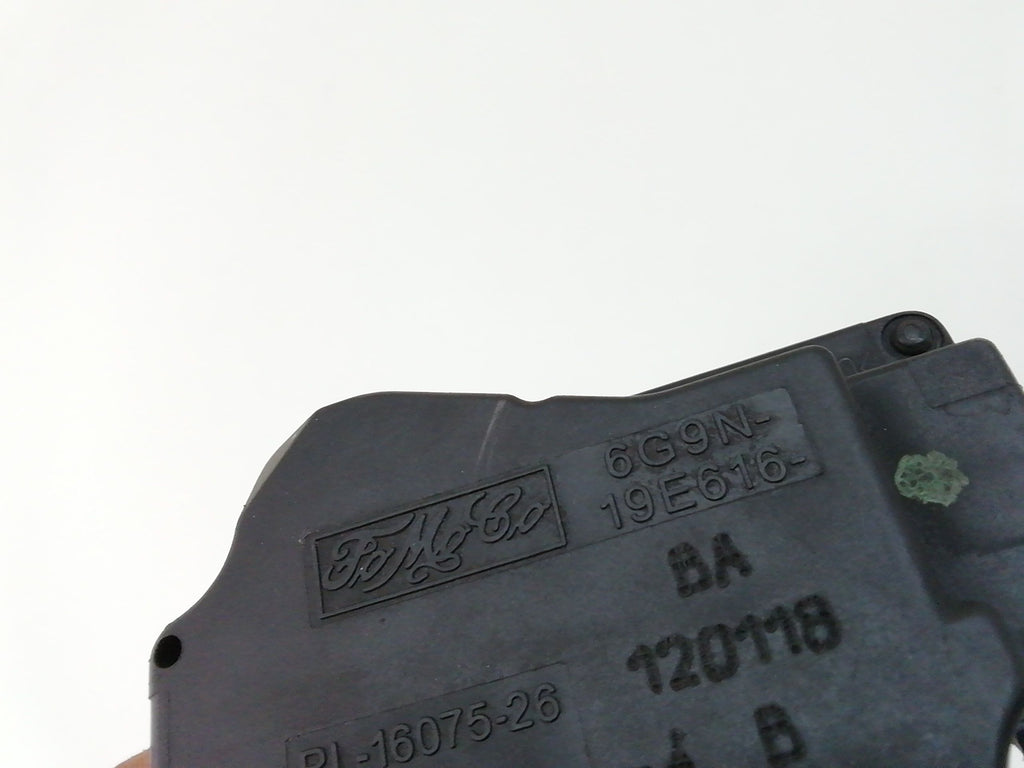 FoMoCo
6G9N-
19E616-
BA
120118
PL-16075-26
B